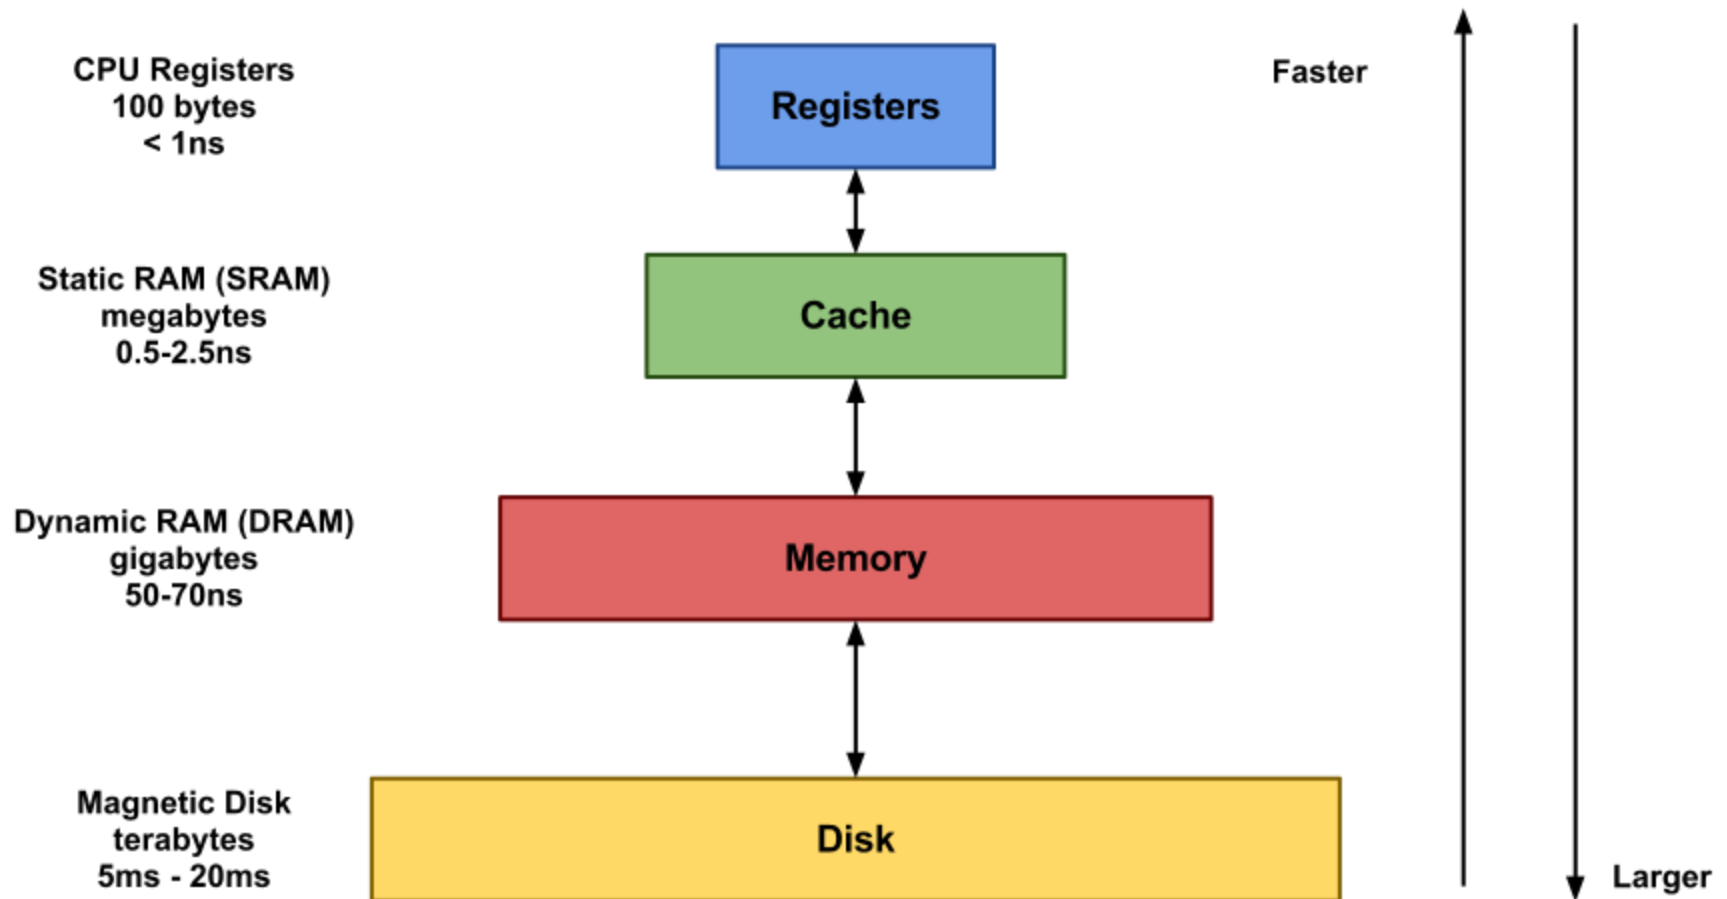 CPU Registers
100 bytes
< 1ns
Registers
Faster
Static RAM (SRAM)
megabytes
0.5-2.5ns
Cache
Dynamic RAM (DRAM)
gigabytes
50-70ns
Memory
Magnetic Disk
terabytes
5ms - 20ms
Disk
Larger